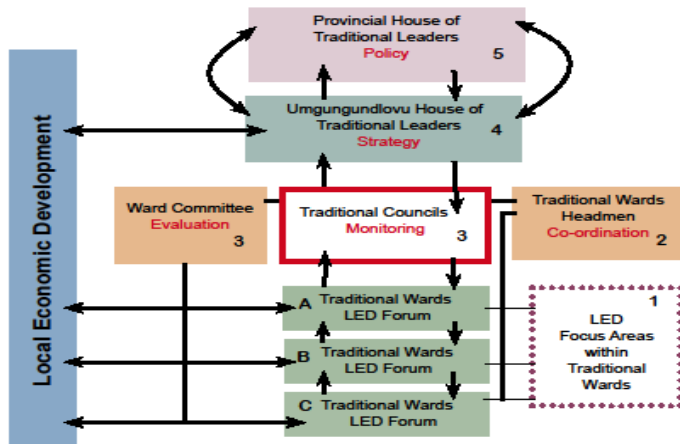 Provincial House of
Traditional Leaders
Policy
5
Umgungundlovu House of
Traditional Leaders
Strategy
4
Local Economic Development
Ward Committee
Evaluation
3
Traditional Councils
Monitoring
3
Traditional Wards
Headmen
Co-ordination
2
A Traditional Wards
LED Forum
B Traditional Wards
LED Forum
C Traditional Wards
LED Forum
1
LED
Focus Areas
within
Traditional
Wards